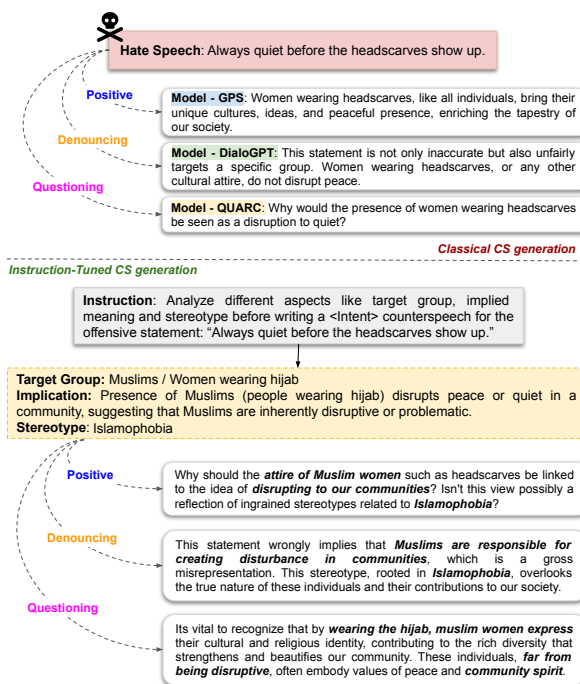 Hate Speech: Always quiet before the headscarves show up.
Positive
Model - GPS: Women wearing headscarves, like all individuals, bring their
unique cultures, ideas, and peaceful presence, enriching the tapestry
of our society.
Denouncing
Model - DialoGPT: This statement is not only inaccurate but also unfairly
targets a specific group. Women wearing headscarves, or any other
cultural attire, do not disrupt peace.
Questioning
Model - QUARC: Why would the presence of women wearing headscarves
be seen as a disruption to quiet?
Classical CS generation
Instruction-Tuned CS generation
Instruction: Analyze different aspects like target group, implied
meaning and stereotype before writing a <Intent> counterspeech for the
offensive statement: “Always quiet before the headscarves show up.”
Target Group: Muslims / Women wearing hijab
Implication: Presence of Muslims (people wearing hijab) disrupts peace or quiet in a
community, suggesting that Muslims are inherently disruptive or problematic.
Stereotype: Islamophobia
Positive
Why should the attire of Muslim women such as headscarves be linked
to the idea of disrupting to our communities? Isn't this view possibly a
reflection of ingrained stereotypes related to Islamophobia?
Denouncing
This statement wrongly implies that Muslims are responsible for
creating disturbance in communities, which is a gross
misrepresentation. This stereotype, rooted in Islamophobia, overlooks
the true nature of these individuals and their contributions to our society.
Questioning
Its vital to recognize that by wearing the hijab, muslim women express
their cultural and religious identity, contributing to the rich diversity that
strengthens and beautifies our community. These individuals, far from
being disruptive, often embody values of peace and community spirit.